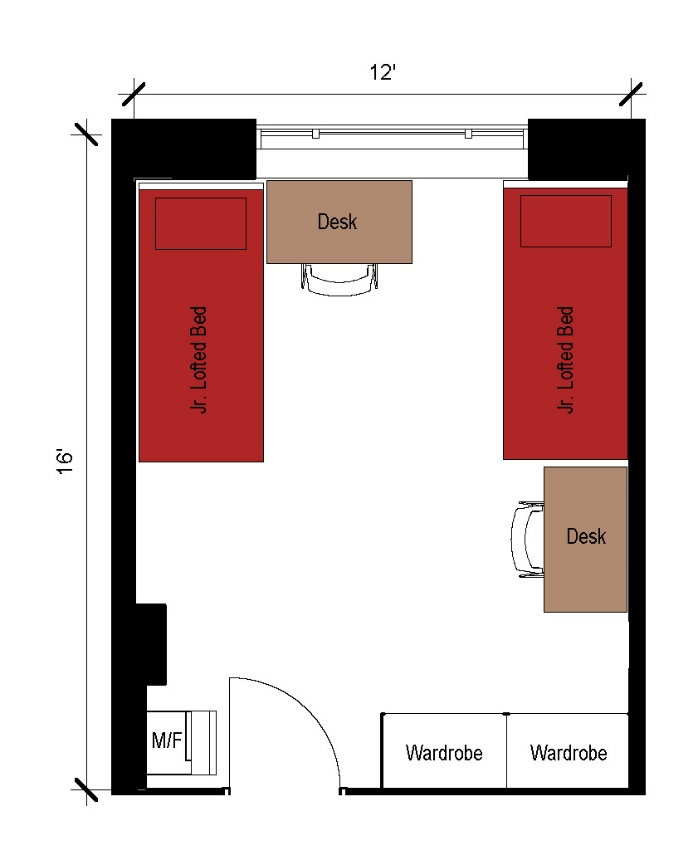 12'
Desk
Jr. Lofted Bed
Jr. Lofted Bed
16'
Desk
M/F
Wardrobe
Wardrobe